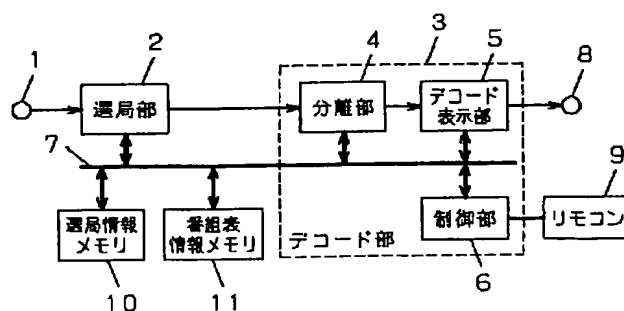 1
2
4
3
5
8
選局部
分離部
デコード
表示部
7
選局情報
メモリ
番組表
情報メモリ
デコード部
制御部
リモコン
9
10
11
6